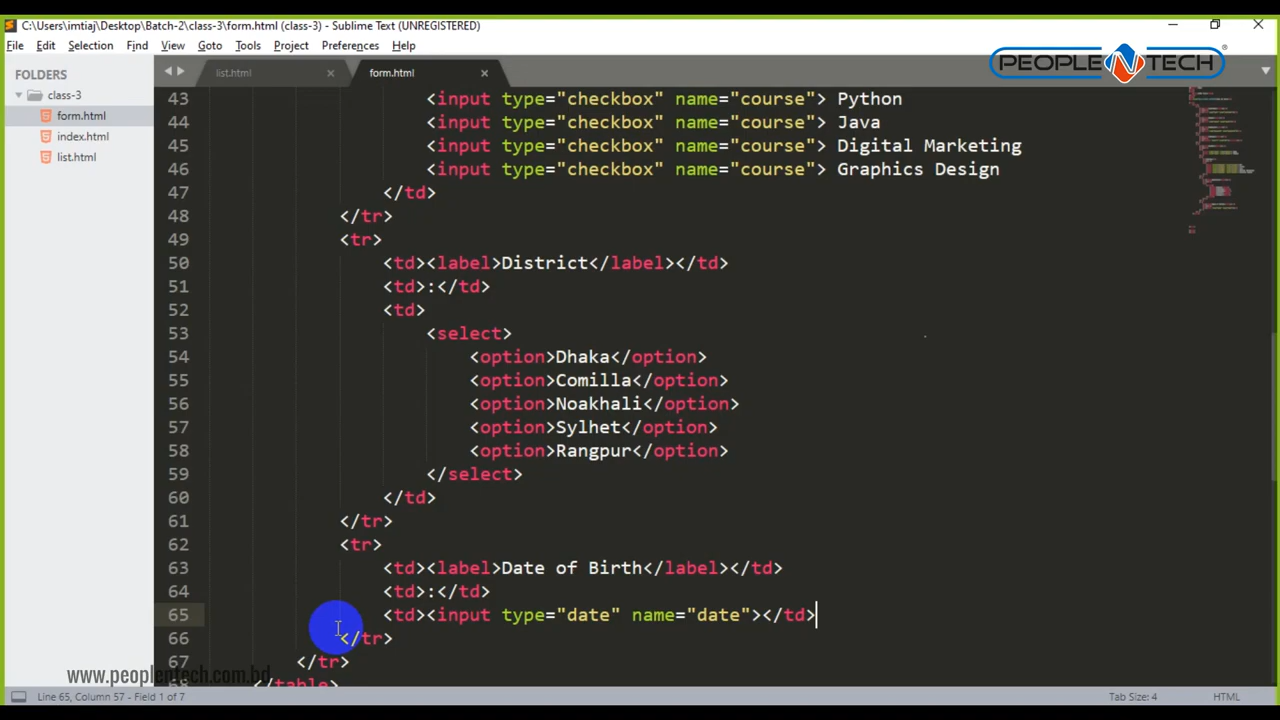 C:\Users\imtiaj\Desktop\Batch-2\class-3\form.html (class-3) - Sublime Text (UNREGISTERED)
File Edit Selection Find View Goto Tools Project Preferences Help
PEOPLE N TECH ®
FOLDERS
class-3
form.html
index.html
list.html
list.html × form.html ×
43 <input type="checkbox" name="course"> Python
44 <input type="checkbox" name="course"> Java
45 <input type="checkbox" name="course"> Digital Marketing
46 <input type="checkbox" name="course"> Graphics Design
47 </td>
48 </tr>
49 <tr>
50 <td><label>District</label></td>
51 <td>:</td>
52 <td>
53 <select>
54 <option>Dhaka</option>
55 <option>Comilla</option>
56 <option>Noakhali</option>
57 <option>Sylhet</option>
58 <option>Rangpur</option>
59 </select>
60 </td>
61 </tr>
62 <tr>
63 <td><label>Date of Birth</label></td>
64 <td>:</td>
65 <td><input type="date" name="date"></td>
66 </tr>
67 </tr>
68 </table>
www.peoplentech.com.bd
Line 65, Column 57 - Field 1 of 7
Tab Size: 4
HTML